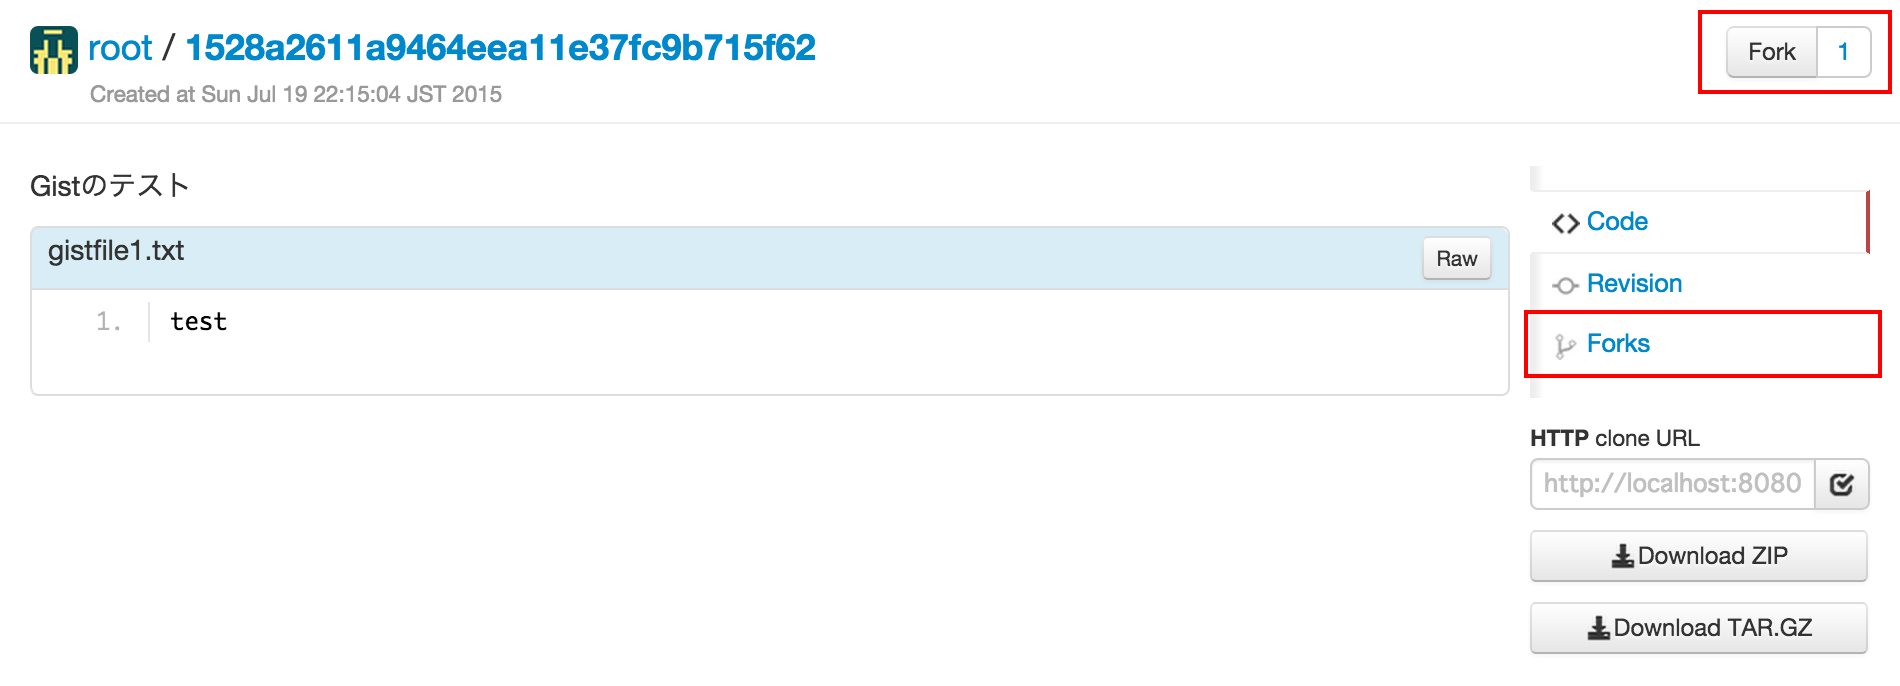 root / 1528a2611a9464eea11e37fc9b715f62
Fork 1
Created at Sun Jul 19 22:15:04 JST 2015
Gistのテスト
gistfile1.txt
Raw
1. test
Code
Revision
Forks
HTTP clone URL
http://localhost:8080
Download ZIP
Download TAR.GZ